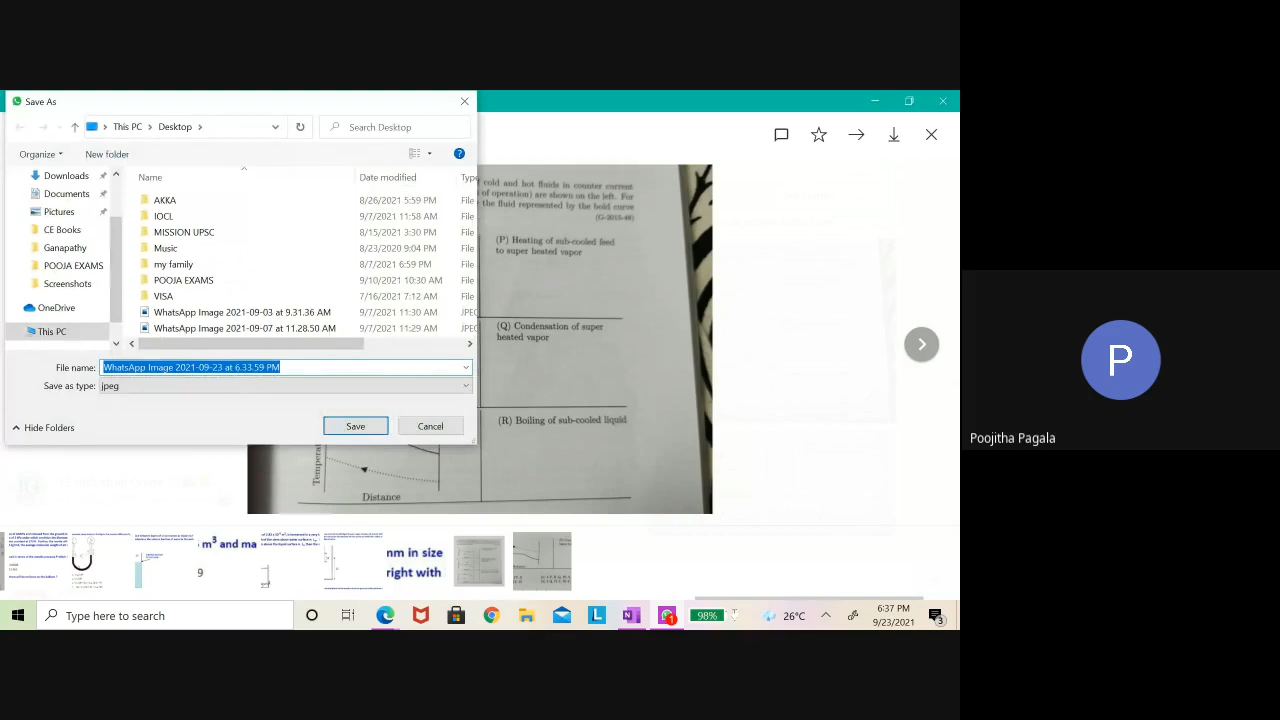 Save As
This PC
Desktop
Search Desktop
Organize
New folder
Name
Date modified
Type
Downloads
Documents
Pictures
CE Books
Ganapathy
POOJA EXAMS
Screenshots
OneDrive
This PC
AKKA 8/26/2021 5:59 PM File
IOCL 9/7/2021 11:58 AM File
MISSION UPSC 8/15/2021 3:30 PM File
Music 8/23/2020 9:04 PM File
my family 8/7/2021 6:59 PM File
POOJA EXAMS 9/10/2021 10:30 AM File
VISA 7/16/2021 7:12 AM File
WhatsApp Image 2021-09-03 at 9.31.36 AM 9/7/2021 11:30 AM JPEG
WhatsApp Image 2021-09-07 at 11.28.50 AM 9/7/2021 11:29 AM JPEG
File name: WhatsApp Image 2021-09-23 at 6.33.59 PM
Save as type: jpeg
Hide Folders
Save
Cancel
cold and hot fluids in counter current
of operation) are shown on the left. For
the fluid represented by the bold curve
(G-2015-48)
(P) Heating of sub-cooled feed
to super heated vapor
(Q) Condensation of super
heated vapor
(R) Boiling of sub-cooled liquid
Distance
m³ and ma
9
nm in size
right with
Type here to search
98%
26°C
6:37 PM
9/23/2021
3
P
Poojitha Pagala